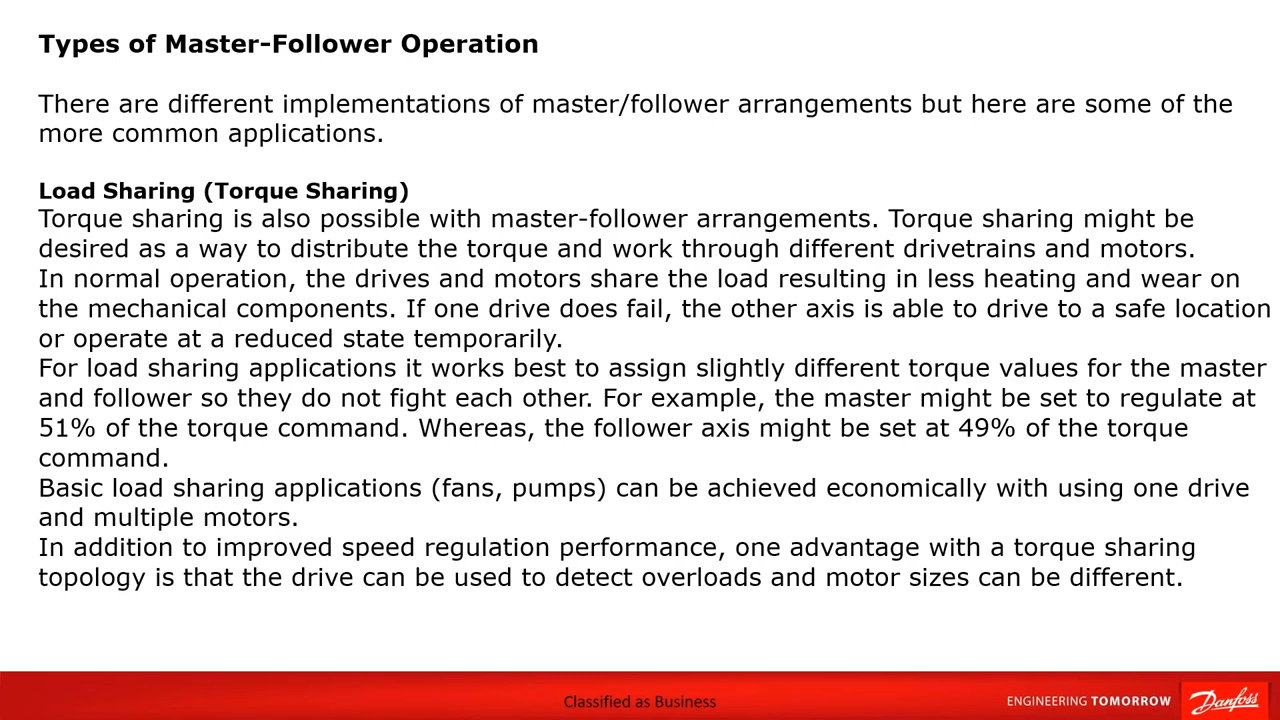 Types of Master-Follower Operation
There are different implementations of master/follower arrangements but here are some of the
more common applications.
Load Sharing (Torque Sharing)
Torque sharing is also possible with master-follower arrangements. Torque sharing might be
desired as a way to distribute the torque and work through different drivetrains and motors.
In normal operation, the drives and motors share the load resulting in less heating and wear on
the mechanical components. If one drive does fail, the other axis is able to drive to a safe location
or operate at a reduced state temporarily.
For load sharing applications it works best to assign slightly different torque values for the master
and follower so they do not fight each other. For example, the master might be set to regulate at
51% of the torque command. Whereas, the follower axis might be set at 49% of the torque
command.
Basic load sharing applications (fans, pumps) can be achieved economically with using one drive
and multiple motors.
In addition to improved speed regulation performance, one advantage with a torque sharing
topology is that the drive can be used to detect overloads and motor sizes can be different.
Classified as Business
ENGINEERING TOMORROW
Danfoss